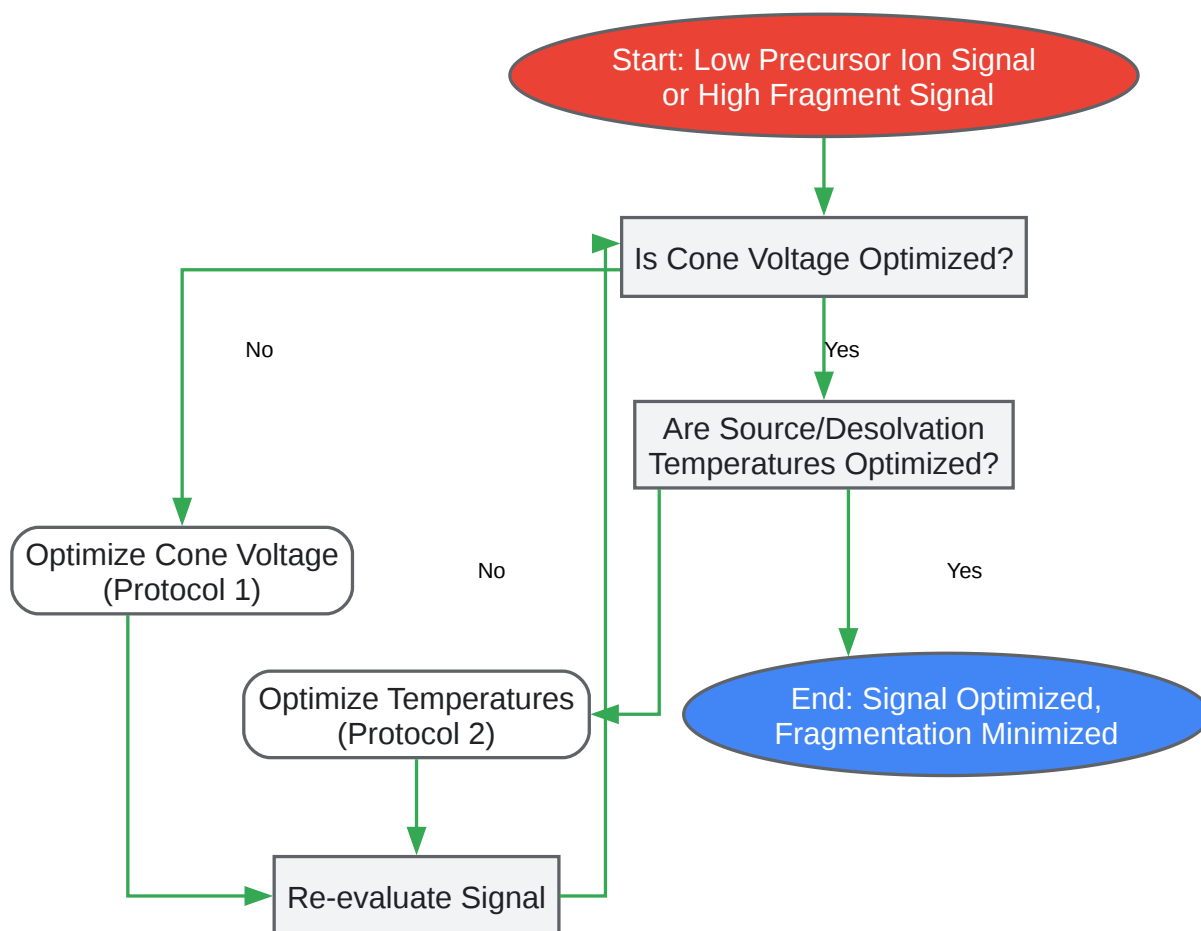 Start: Low Precursor Ion Signal
or High Fragment Signal
Is Cone Voltage Optimized?
No
Yes
Are Source/Desolvation
Temperatures Optimized?
Optimize Cone Voltage
(Protocol 1)
No
Yes
Optimize Temperatures
(Protocol 2)
End: Signal Optimized,
Fragmentation Minimized
Re-evaluate Signal